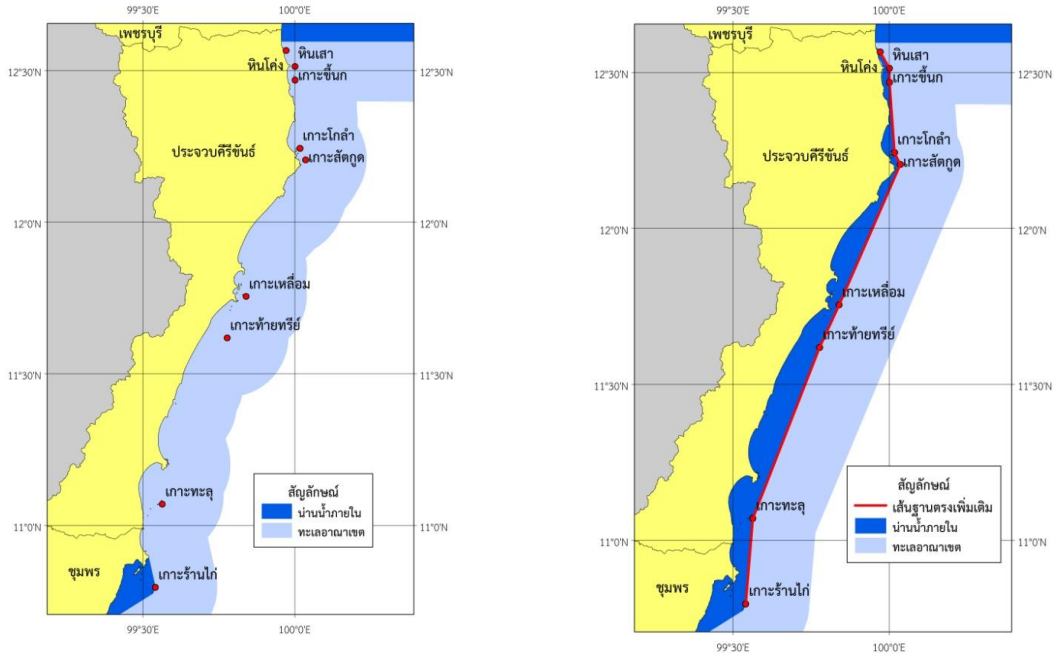 99°30'E
100°0'E
เพชรบุรี
หินเสา
12°30'N
หินโค่ง
เกาะขี้นก
เกาะโกลำ
ประจวบคีรีขันธ์
เกาะสัตกูด
12°0'N
เกาะเหลื่อม
เกาะท้ายทรีย์
11°30'N
เกาะทะลุ
สัญลักษณ์
น่านน้ำภายใน
ทะเลอาณาเขต
11°0'N
ชุมพร
เกาะร้านไก่
99°30'E
100°0'E
99°30'E
100°0'E
เพชรบุรี
หินเสา
12°30'N
12°30'N
หินโค่ง
เกาะขี้นก
เกาะโกลำ
ประจวบคีรีขันธ์
เกาะสัตกูด
12°0'N
12°0'N
เกาะเหลื่อม
เกาะท้ายทรีย์
11°30'N
11°30'N
เกาะทะลุ
สัญลักษณ์
เส้นฐานตรงเพิ่มเติม
น่านน้ำภายใน
ทะเลอาณาเขต
11°0'N
11°0'N
ชุมพร
เกาะร้านไก่
99°30'E
100°0'E